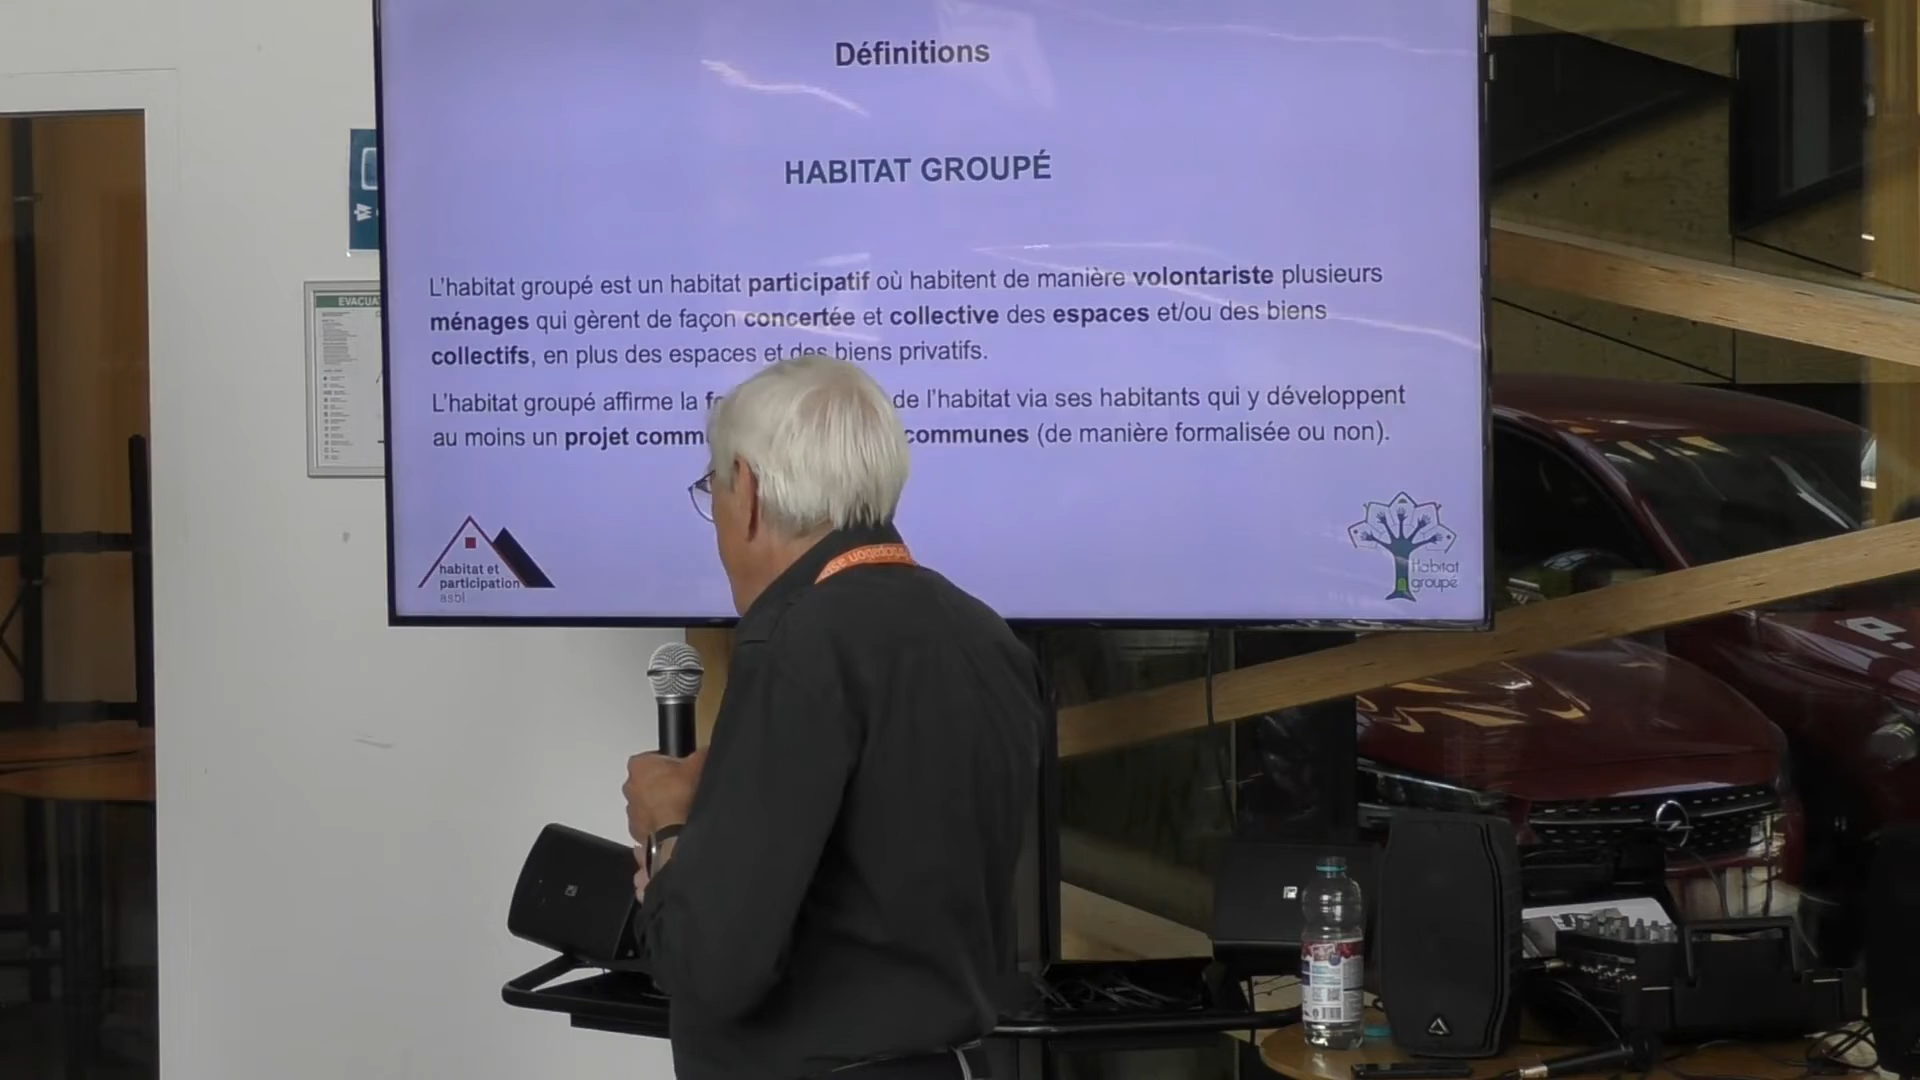 Définitions
HABITAT GROUPÉ
L'habitat groupé est un habitat participatif où habitent de manière volontariste plusieurs
ménages qui gèrent de façon concertée et collective des espaces et/ou des biens
collectifs, en plus des espaces et des biens privatifs.
L'habitat groupé affirme la de l'habitat via ses habitants qui y développent
au moins un projet comm communes (de manière formalisée ou non).
habitat et
participation
asbl
Habitat
groupé
EVACUA